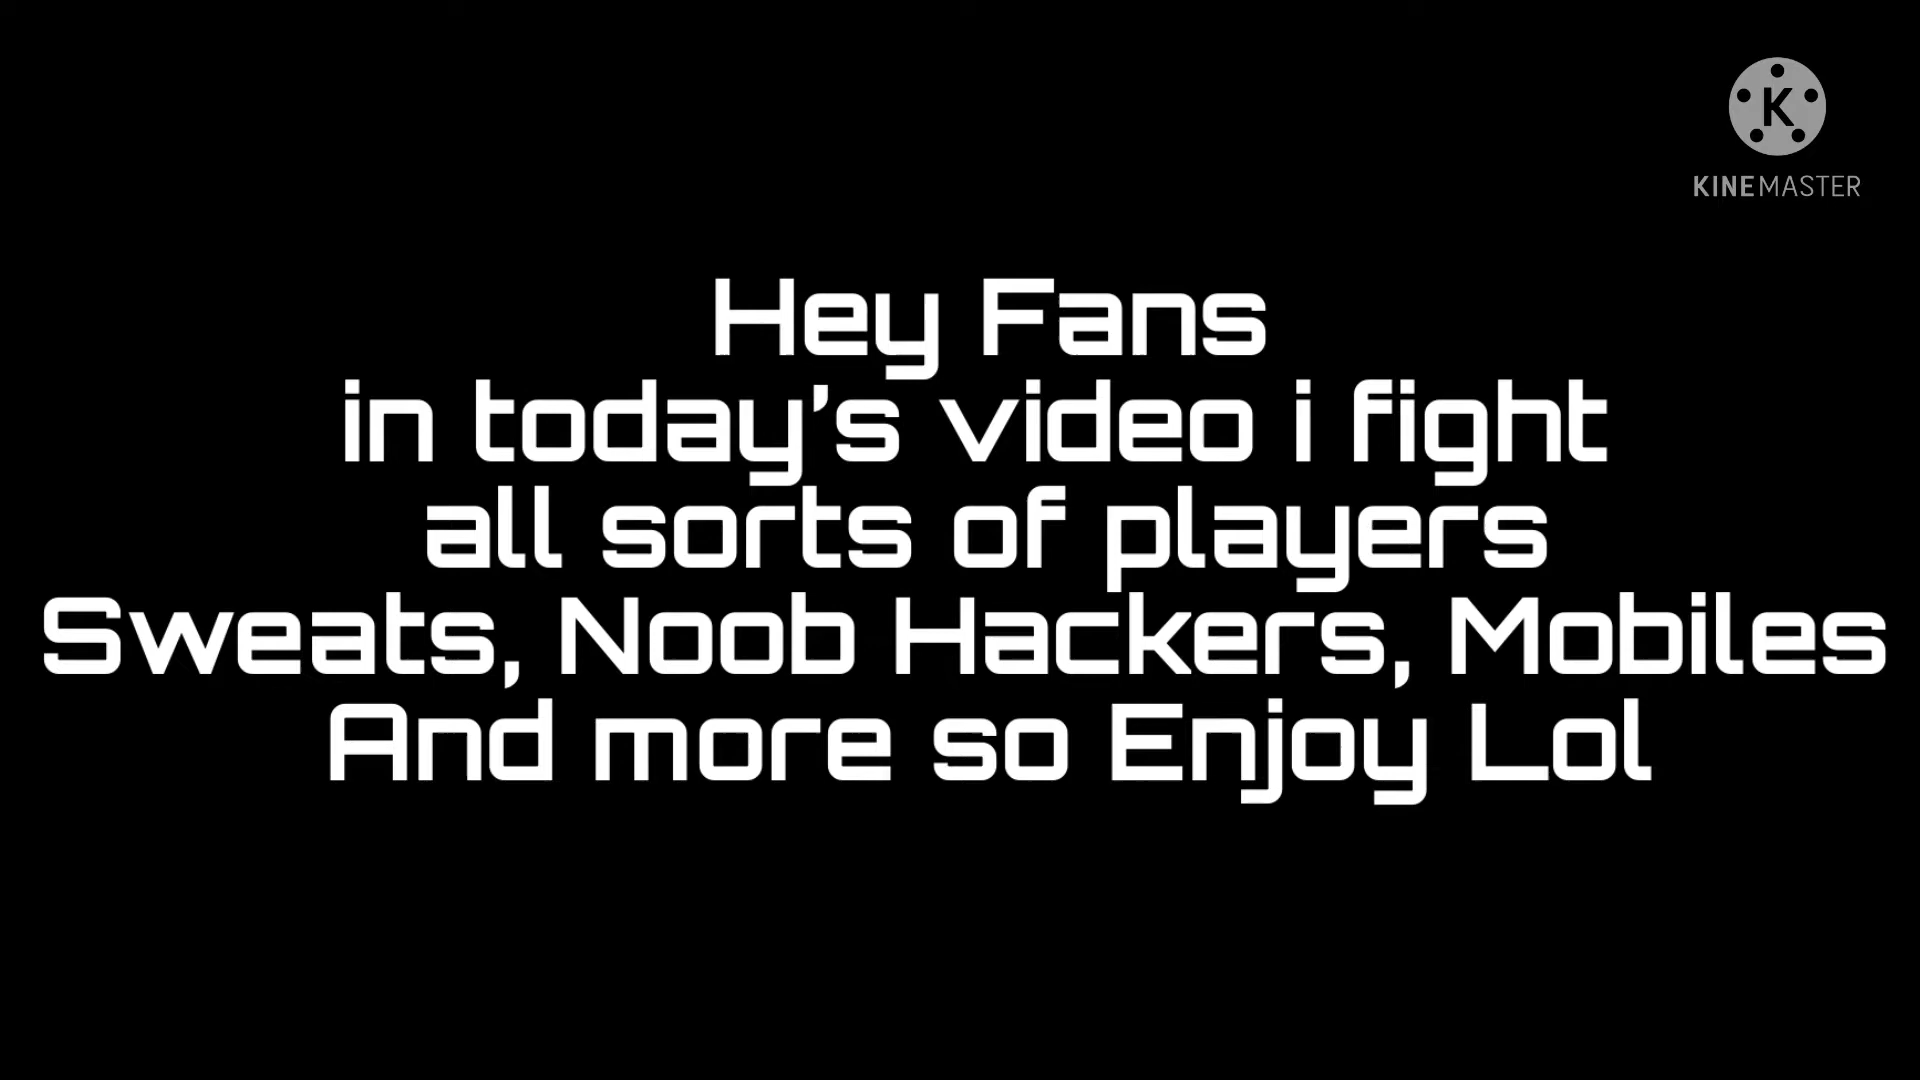 K
KINEMASTER
Hey Fans
in today's video i fight
all sorts of players
Sweats, Noob Hackers, Mobiles
And more so Enjoy Lol